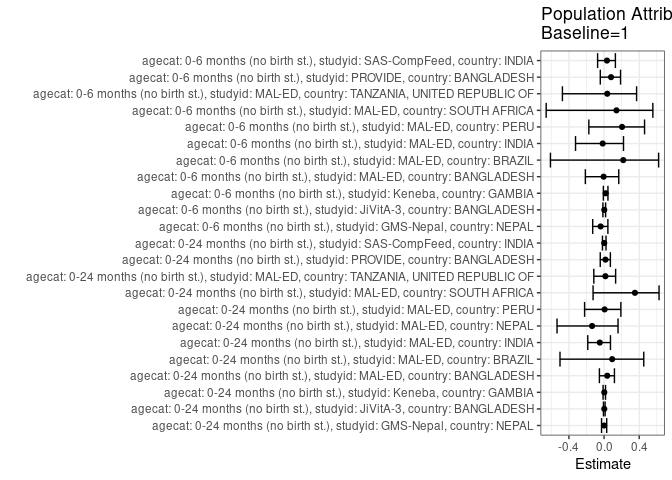 Population Attrib
Baseline=1
agecat: 0-6 months (no birth st.), studyid: SAS-CompFeed, country: INDIA
agecat: 0-6 months (no birth st.), studyid: PROVIDE, country: BANGLADESH
agecat: 0-6 months (no birth st.), studyid: MAL-ED, country: TANZANIA, UNITED REPUBLIC OF
agecat: 0-6 months (no birth st.), studyid: MAL-ED, country: SOUTH AFRICA
agecat: 0-6 months (no birth st.), studyid: MAL-ED, country: PERU
agecat: 0-6 months (no birth st.), studyid: MAL-ED, country: INDIA
agecat: 0-6 months (no birth st.), studyid: MAL-ED, country: BRAZIL
agecat: 0-6 months (no birth st.), studyid: MAL-ED, country: BANGLADESH
agecat: 0-6 months (no birth st.), studyid: Keneba, country: GAMBIA
agecat: 0-6 months (no birth st.), studyid: JiVitA-3, country: BANGLADESH
agecat: 0-6 months (no birth st.), studyid: GMS-Nepal, country: NEPAL
agecat: 0-24 months (no birth st.), studyid: SAS-CompFeed, country: INDIA
agecat: 0-24 months (no birth st.), studyid: PROVIDE, country: BANGLADESH
agecat: 0-24 months (no birth st.), studyid: MAL-ED, country: TANZANIA, UNITED REPUBLIC OF
agecat: 0-24 months (no birth st.), studyid: MAL-ED, country: SOUTH AFRICA
agecat: 0-24 months (no birth st.), studyid: MAL-ED, country: PERU
agecat: 0-24 months (no birth st.), studyid: MAL-ED, country: NEPAL
agecat: 0-24 months (no birth st.), studyid: MAL-ED, country: INDIA
agecat: 0-24 months (no birth st.), studyid: MAL-ED, country: BRAZIL
agecat: 0-24 months (no birth st.), studyid: MAL-ED, country: BANGLADESH
agecat: 0-24 months (no birth st.), studyid: Keneba, country: GAMBIA
agecat: 0-24 months (no birth st.), studyid: JiVitA-3, country: BANGLADESH
agecat: 0-24 months (no birth st.), studyid: GMS-Nepal, country: NEPAL
-0.4 0.0 0.4
Estimate